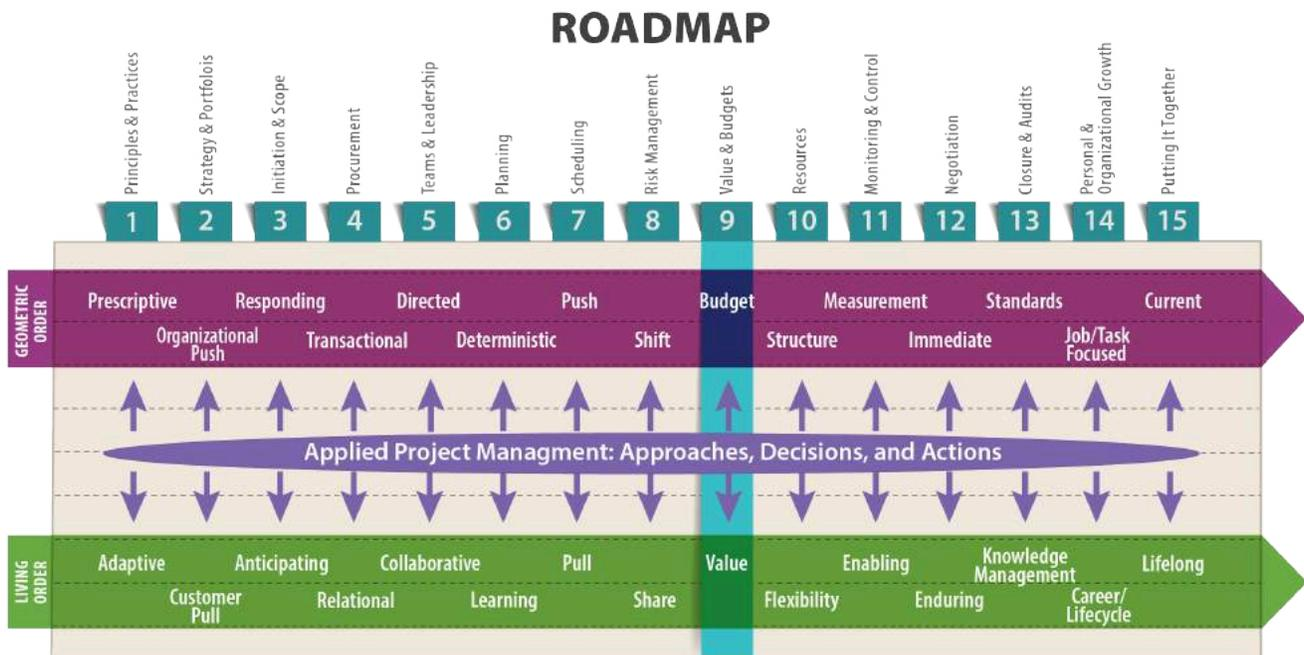 ROADMAP
Principles & Practices
Strategy & Portfolois
Initiation & Scope
Procurement
Teams & Leadership
Planning
Scheduling
Risk Management
Value & Budgets
Resources
Monitoring & Control
Negotiation
Closure & Audits
Personal &
Organizational Growth
Putting It Together
1 2 3 4 5 6 7 8 9 10 11 12 13 14 15
GEOMETRIC
ORDER
Prescriptive Responding Directed Push Budget Measurement Standards Current
Organizational
Push
Transactional Deterministic Shift Structure Immediate
Job/Task
Focused
Applied Project Managment: Approaches, Decisions, and Actions
LIVING
ORDER
Adaptive Anticipating Collaborative Pull Value Enabling
Knowledge
Management
Lifelong
Customer
Pull
Relational Learning Share Flexibility Enduring
Career/
Lifecycle